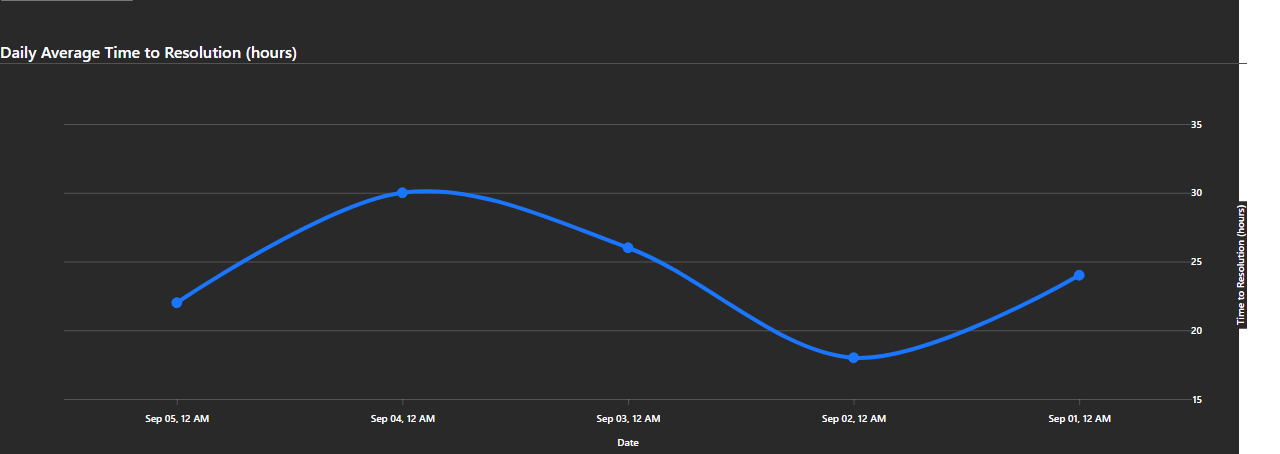 Daily Average Time to Resolution (hours)
35
30
25
20
15
Time to Resolution (hours)
Sep 05, 12 AM
Sep 04, 12 AM
Sep 03, 12 AM
Sep 02, 12 AM
Sep 01, 12 AM
Date